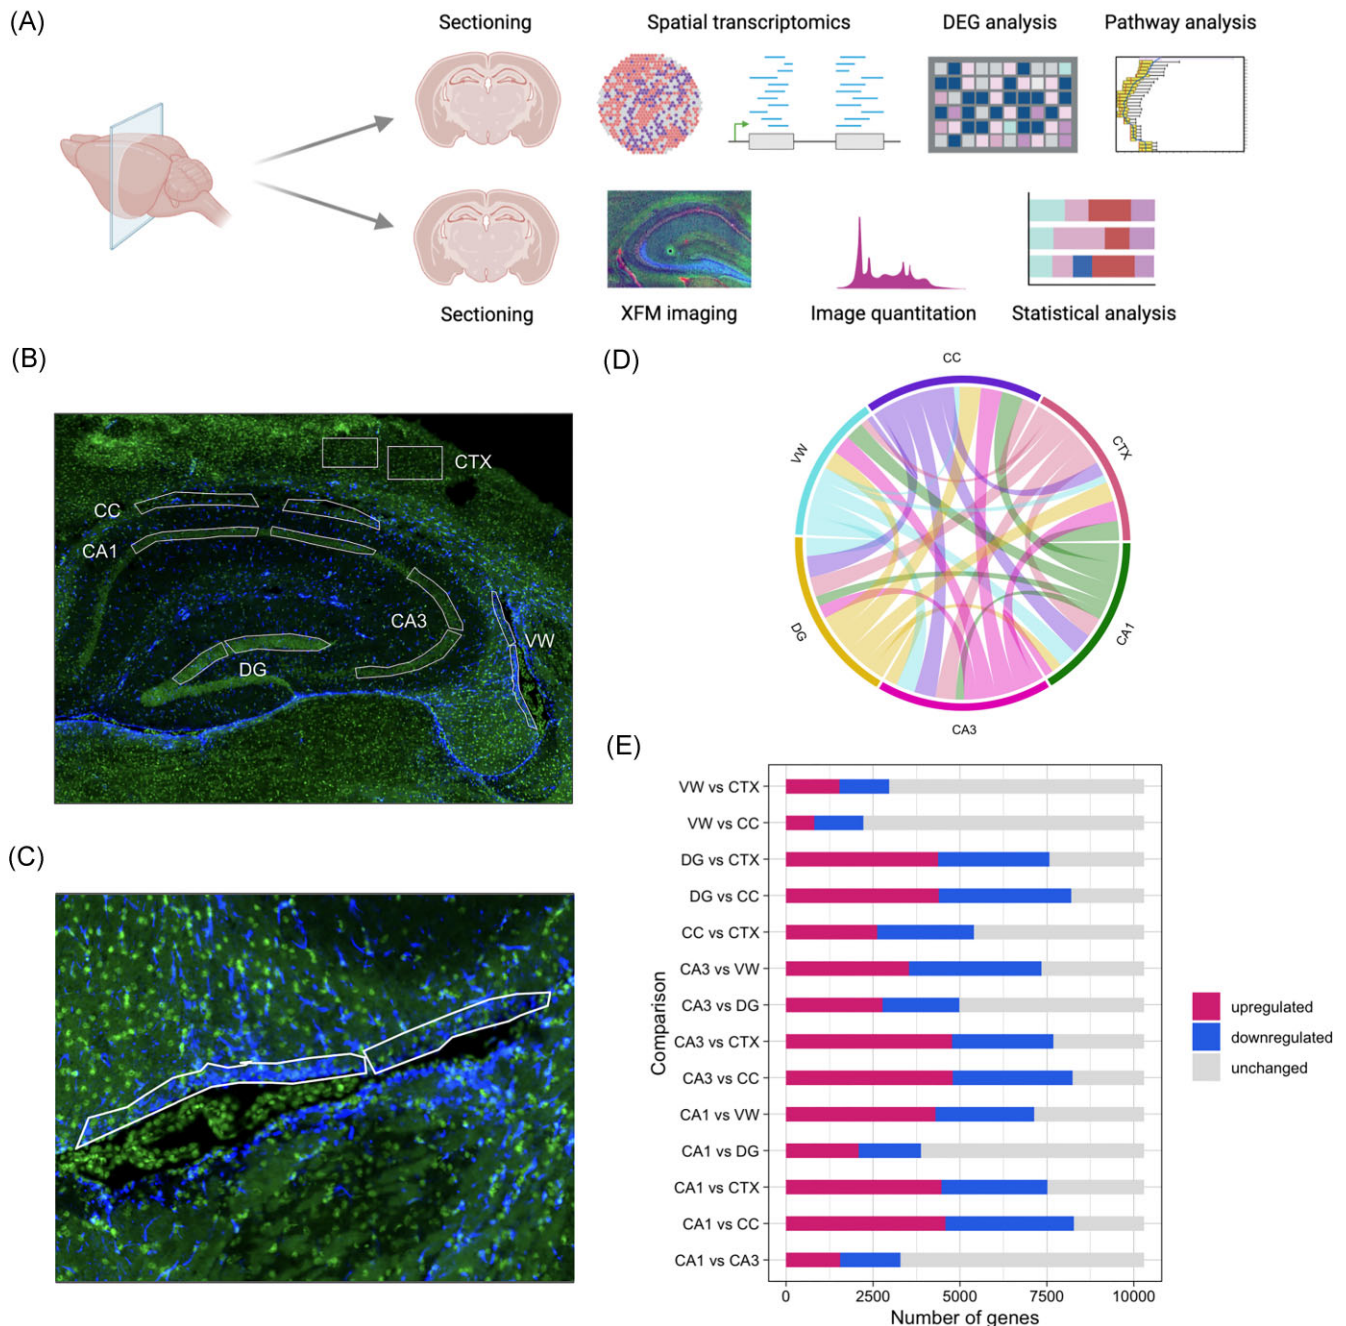 (A)
Sectioning
Spatial transcriptomics
DEG analysis
Pathway analysis
Sectioning
XFM imaging
Image quantitation
Statistical analysis
(B)
CTX
CC
CA1
CA3
VW
DG
(C)
(D)
CC
CTX
VW
DG
CA1
CA3
(E)
VW vs CTX
VW vs CC
DG vs CTX
DG vs CC
CC vs CTX
CA3 vs VW
CA3 vs DG
CA3 vs CTX
CA3 vs CC
CA1 vs VW
CA1 vs DG
CA1 vs CTX
CA1 vs CC
CA1 vs CA3
Comparison
0 2500 5000 7500 10000
Number of genes
upregulated
downregulated
unchanged